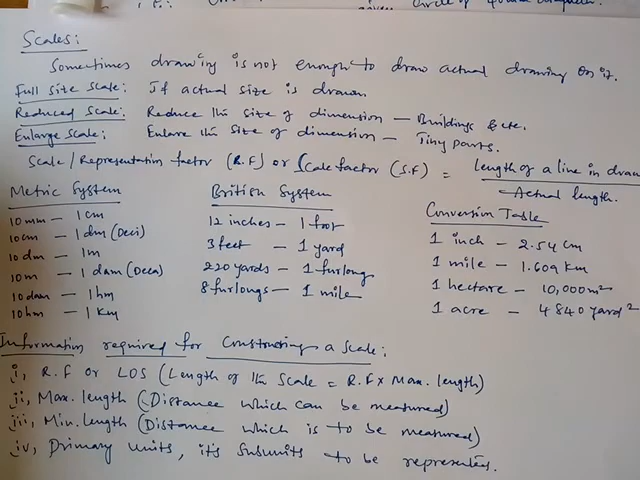 Circle of
Scales:
Sometimes drawing is not enough to draw actual drawing on it.
Full size scale: If actual size is drawn
Reduced scale: Reduce the size of dimension – Buildings & etc.
Enlarge scale: Enlare the size of dimension – Tiny parts.
Scale/Representation factor (R.F) or Scale factor (S.F) = Length of a line in draw
Actual length.
Metric System
10mm – 1 cm
10cm – 1 dm (Deci)
10 dm – 1m
10m – 1 dam (Deca)
10 dam – 1hm
10hm – 1 Km
British System
12 inches – 1 foot
3 feet – 1 yard
220 yards – 1 furlong
8 furlongs – 1 mile
Conversion Table
1 inch – 2.54 cm
1 mile – 1.609 Km
1 hectare – 10,000m²
1 acre – 4840 yard²
Information required for Constructing a scale:
i, R.F or LOS (Length of the scale = R.F x Max. length)
ii, Max. length (Distance which can be measured)
iii, Min. length (Distance which is to be measured)
iv, Primary units, its subunits to be represented.